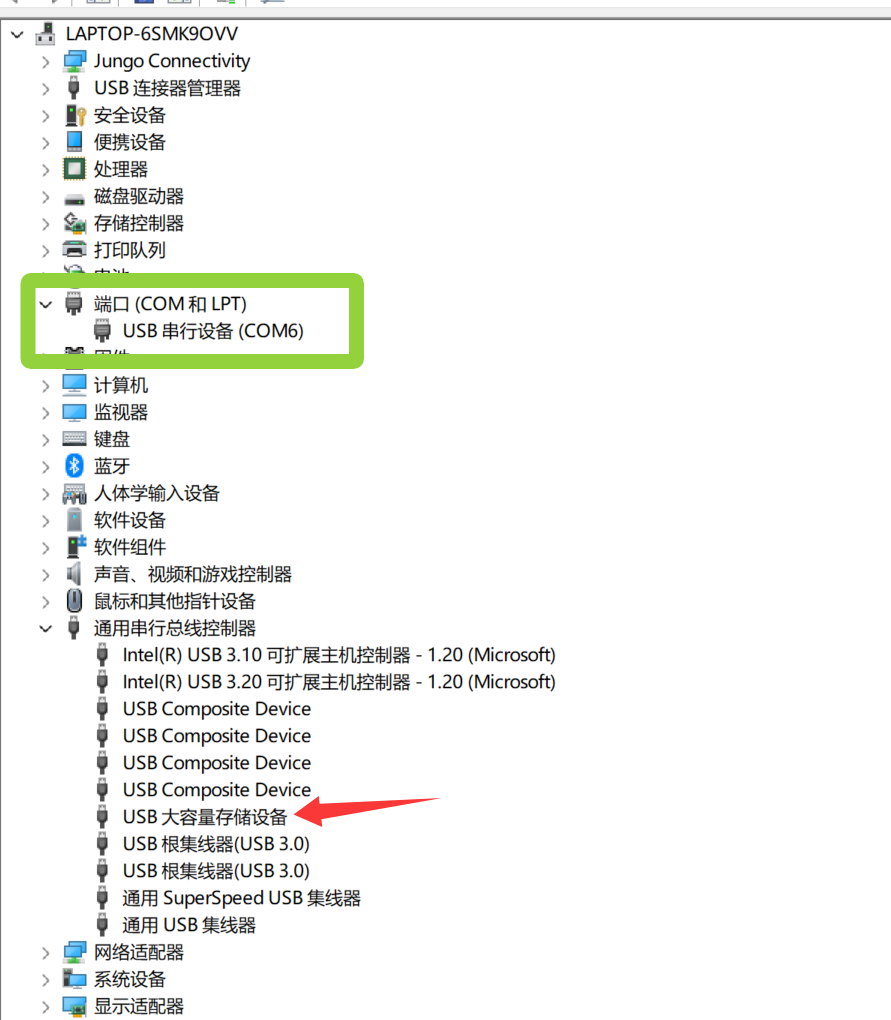 LAPTOP-6SMK9OVV
Jungo Connectivity
USB 连接器管理器
安全设备
便携设备
处理器
磁盘驱动器
存储控制器
打印队列
端口 (COM 和 LPT)
USB 串行设备 (COM6)
计算机
监视器
键盘
蓝牙
人体学输入设备
软件设备
软件组件
声音、视频和游戏控制器
鼠标和其他指针设备
通用串行总线控制器
Intel(R) USB 3.10 可扩展主机控制器 - 1.20 (Microsoft)
Intel(R) USB 3.20 可扩展主机控制器 - 1.20 (Microsoft)
USB Composite Device
USB Composite Device
USB Composite Device
USB Composite Device
USB 大容量存储设备
USB 根集线器(USB 3.0)
USB 根集线器(USB 3.0)
通用 SuperSpeed USB 集线器
通用 USB 集线器
网络适配器
系统设备
显示适配器